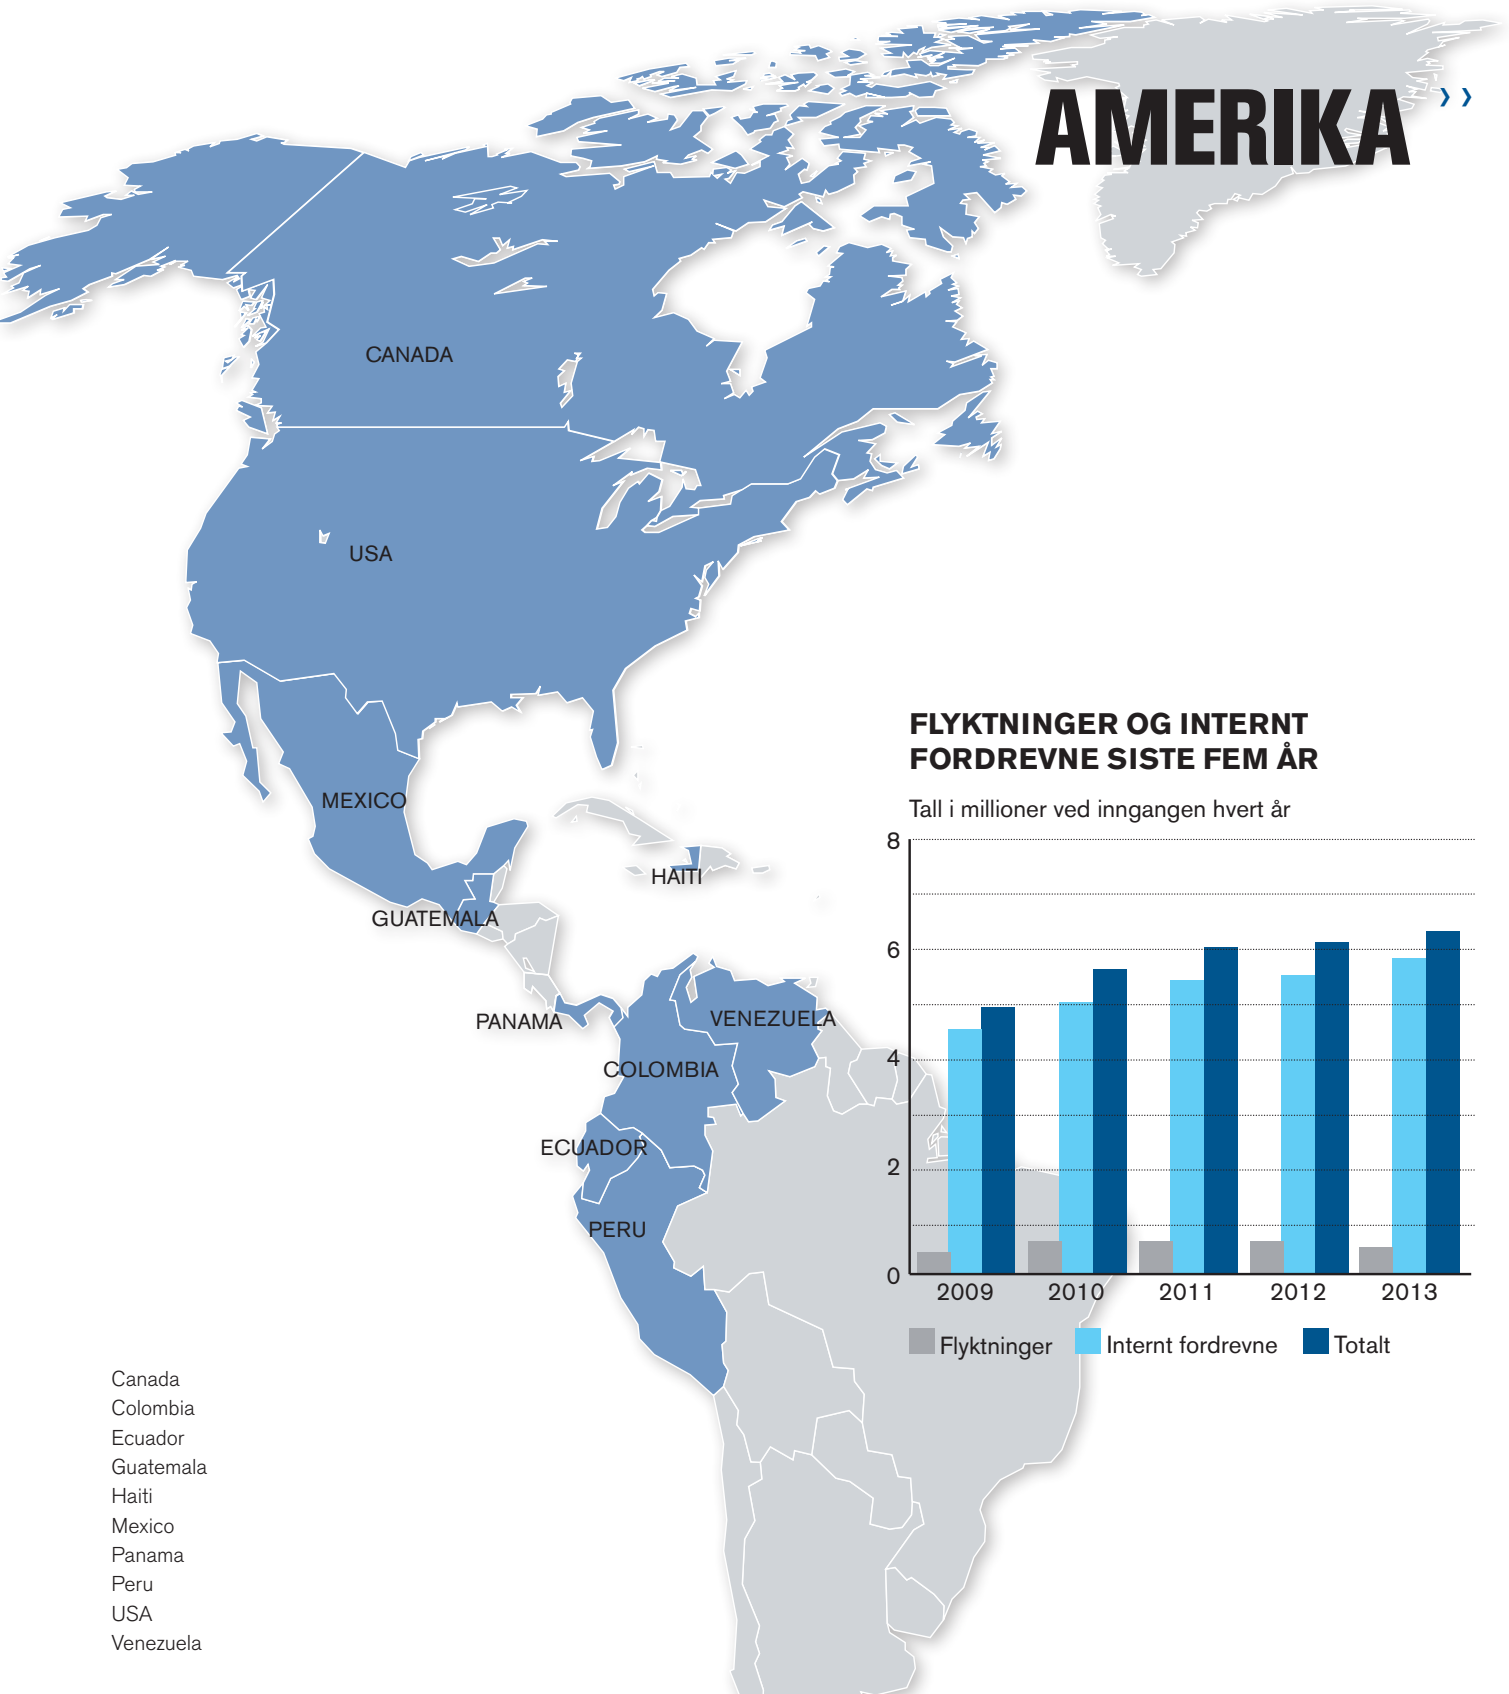 AMERIKA ››
CANADA
USA
MEXICO
HAITI
GUATEMALA
PANAMA
VENEZUELA
COLOMBIA
ECUADOR
PERU
FLYKTNINGER OG INTERNT
FORDREVNE SISTE FEM ÅR
Tall i millioner ved inngangen hvert år
8
6
4
2
0
2009 2010 2011 2012 2013
Flyktninger Internt fordrevne Totalt
Canada
Colombia
Ecuador
Guatemala
Haiti
Mexico
Panama
Peru
USA
Venezuela